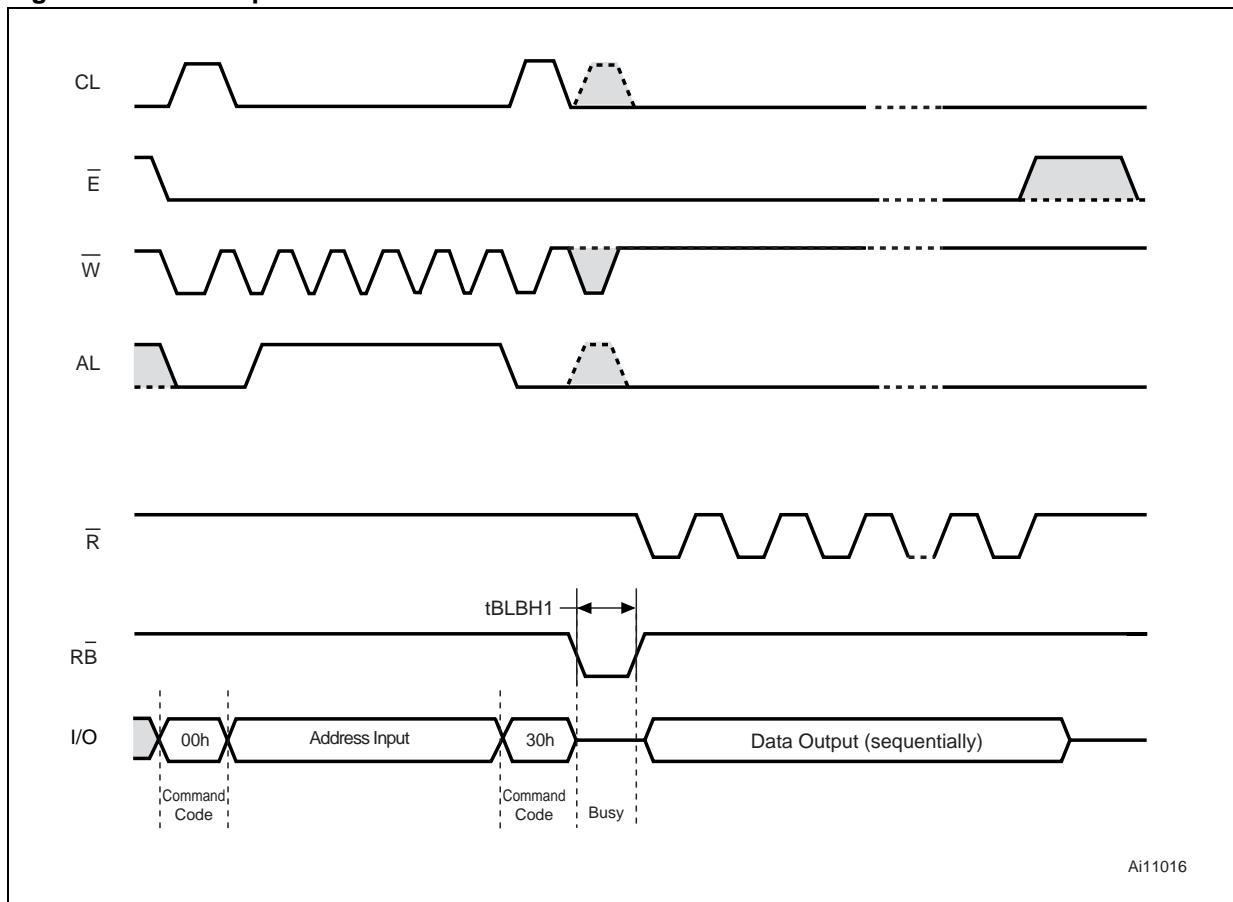 CL
E
W
AL
R
tBLBH1
RB
I/O
00h
Address Input
30h
Data Output (sequentially)
Command
Code
Command
Code
Busy
Ai11016